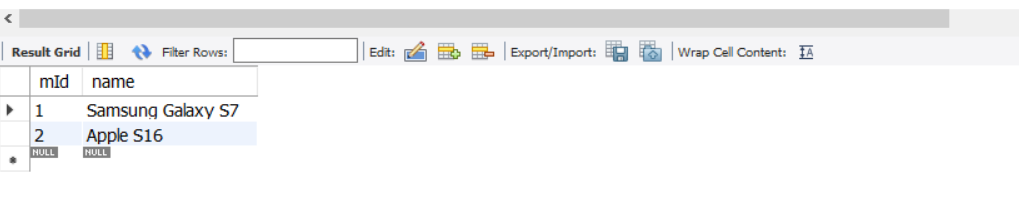 Result Grid Filter Rows: Edit: Export/Import: Wrap Cell Content: IA
mId name
1 Samsung Galaxy S7
2 Apple S16
NULL NULL